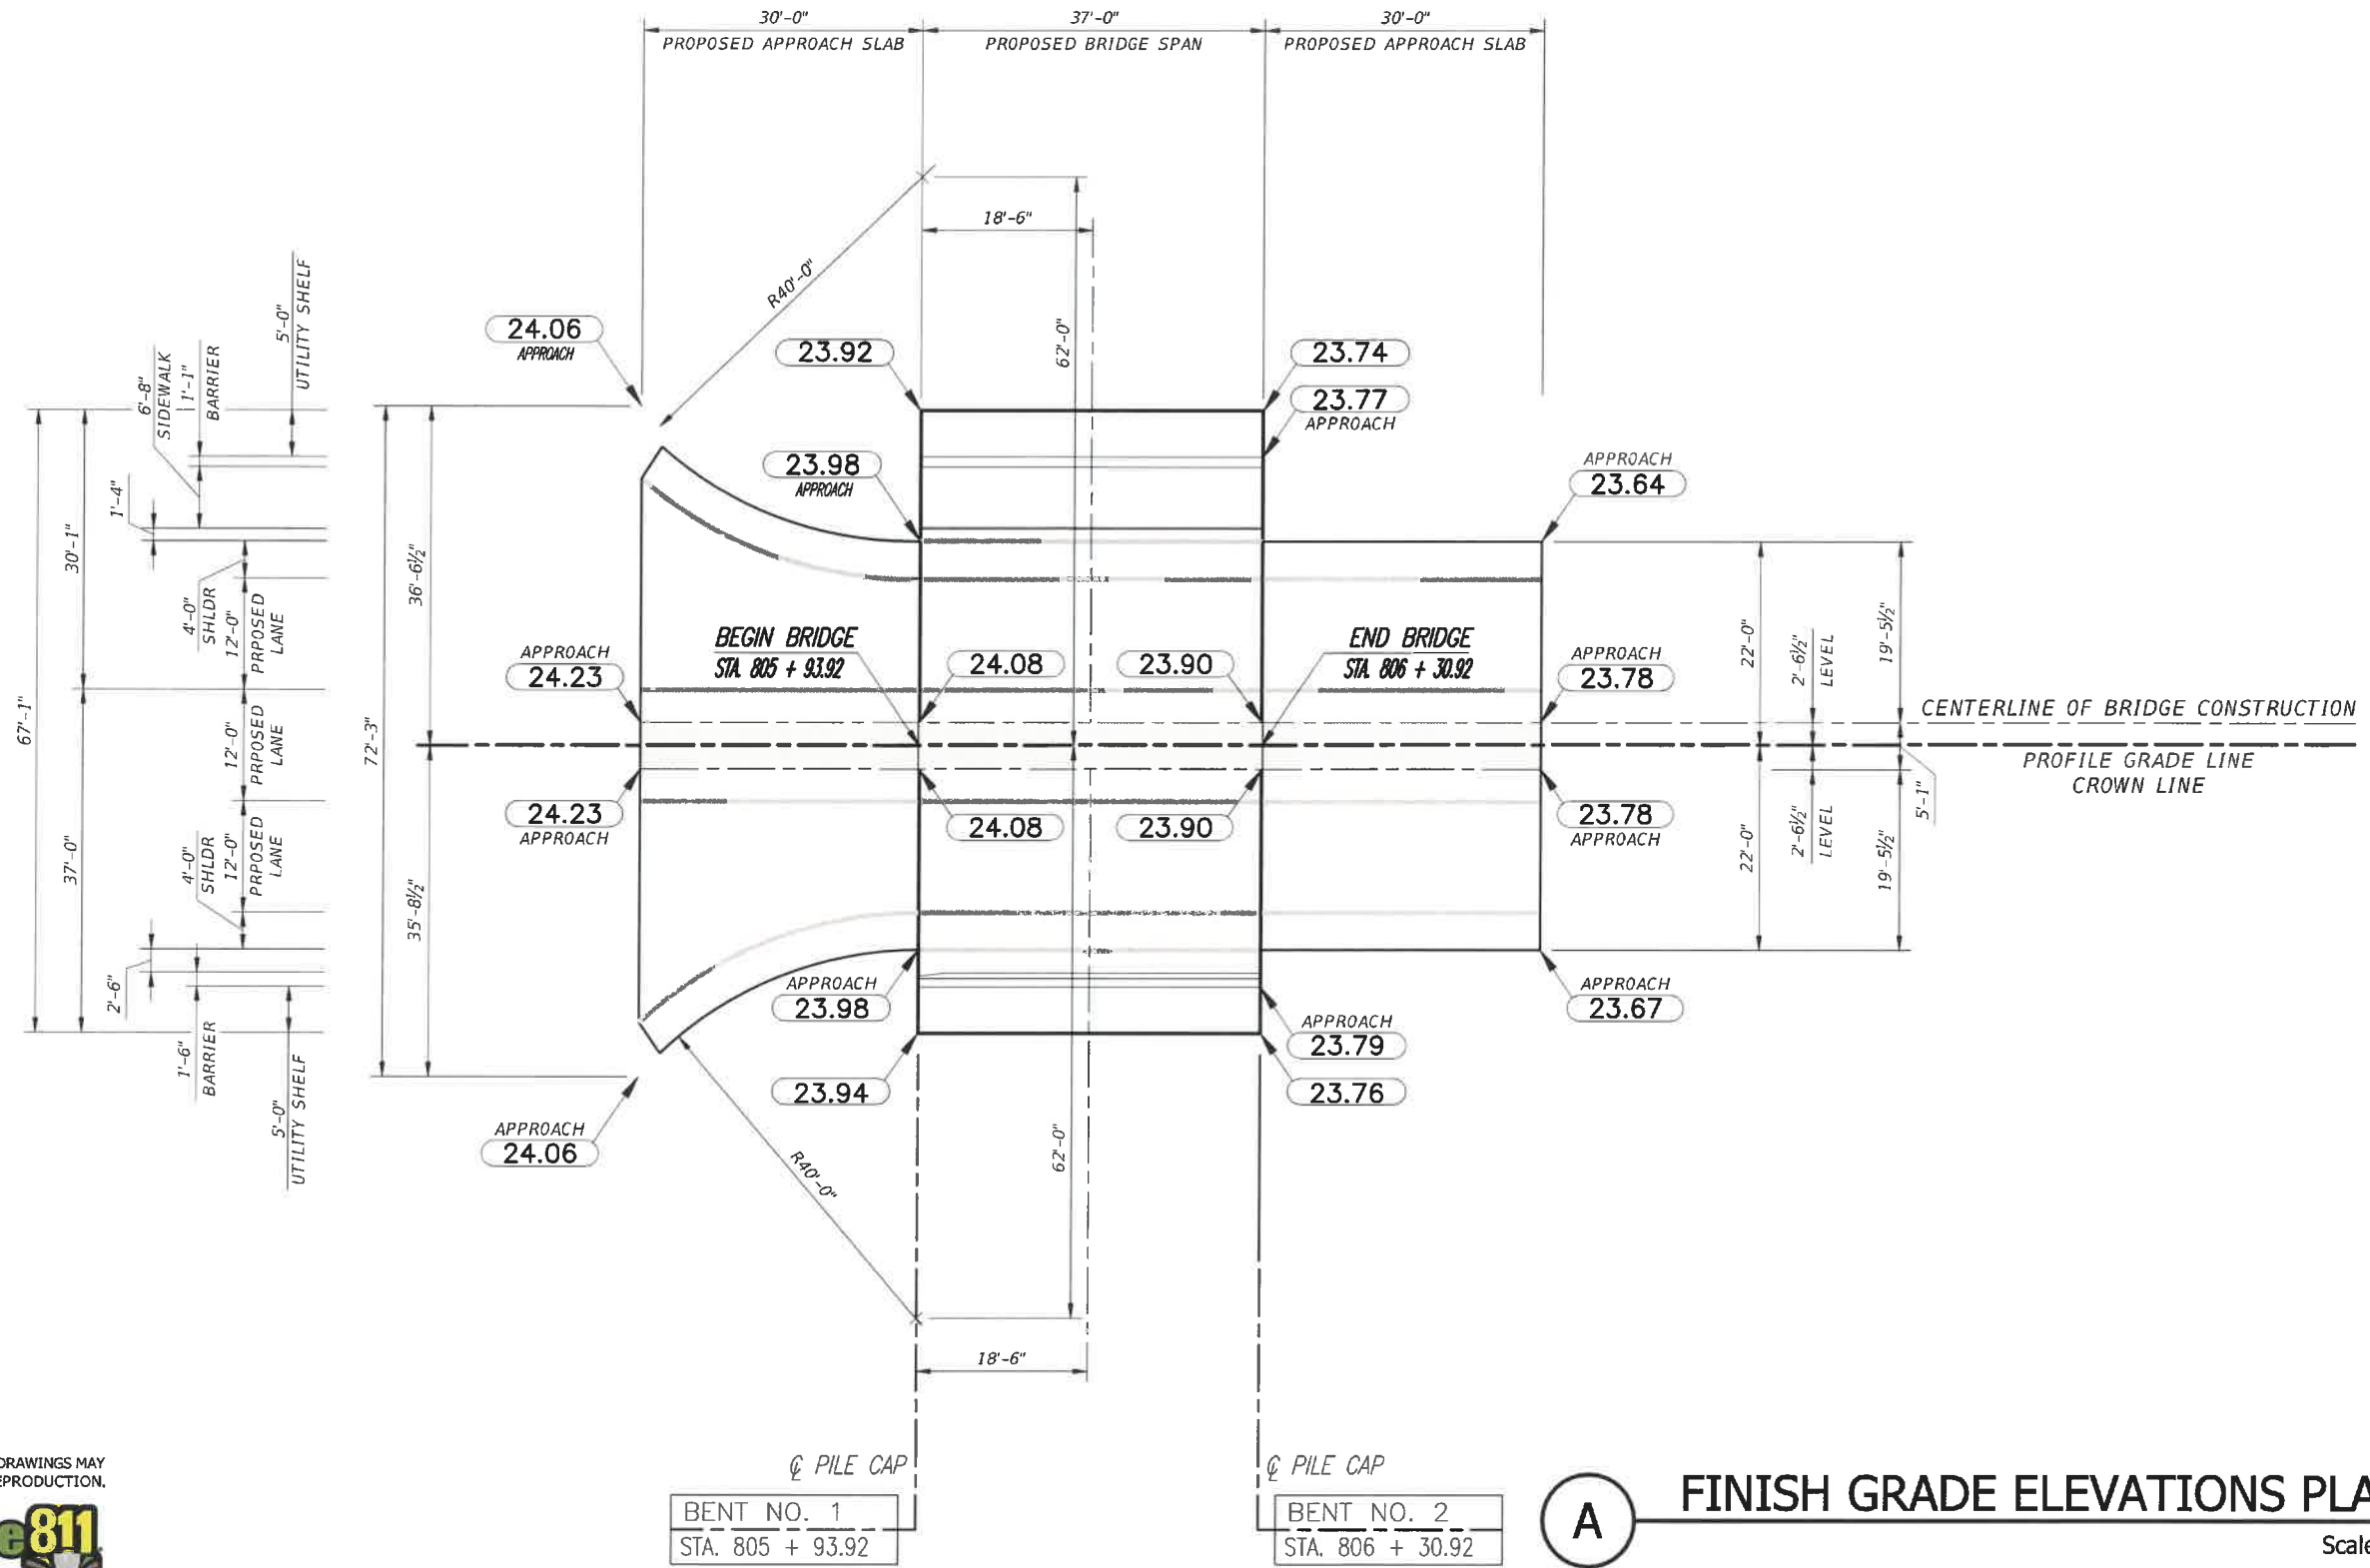 30'-0"
37'-0"
30'-0"
PROPOSED APPROACH SLAB
PROPOSED BRIDGE SPAN
PROPOSED APPROACH SLAB
18'-6"
R40'-0"
62'-0"
5'-0"
UTILITY SHELF
6'-8"
SIDEWALK
1'-1"
BARRIER
24.06
APPROACH
23.92
23.74
23.77
APPROACH
23.98
APPROACH
APPROACH
23.64
1'-4"
30'-1"
36'-6½"
4'-0"
SHLDR
12'-0"
PRPOSED
LANE
BEGIN BRIDGE
STA. 805 + 93.92
END BRIDGE
STA. 806 + 30.92
APPROACH
24.23
24.08
23.90
APPROACH
23.78
22'-0"
2'-6½"
LEVEL
19'-5½"
CENTERLINE OF BRIDGE CONSTRUCTION
67'-1"
72'-3"
12'-0"
PRPOSED
LANE
PROFILE GRADE LINE
CROWN LINE
24.23
APPROACH
24.08
23.90
23.78
APPROACH
22'-0"
2'-6½"
LEVEL
19'-5½"
5'-1"
37'-0"
35'-8½"
4'-0"
SHLDR
12'-0"
PRPOSED
LANE
2'-6"
1'-6"
BARRIER
5'-0"
UTILITY SHELF
APPROACH
23.98
APPROACH
23.67
APPROACH
23.79
23.94
23.76
APPROACH
24.06
62'-0"
R40'-0"
18'-6"
℄ PILE CAP
℄ PILE CAP
BENT NO. 1
STA. 805 + 93.92
BENT NO. 2
STA. 806 + 30.92
A
FINISH GRADE ELEVATIONS PLA
Scale
DRAWINGS MAY
EPRODUCTION.
e811